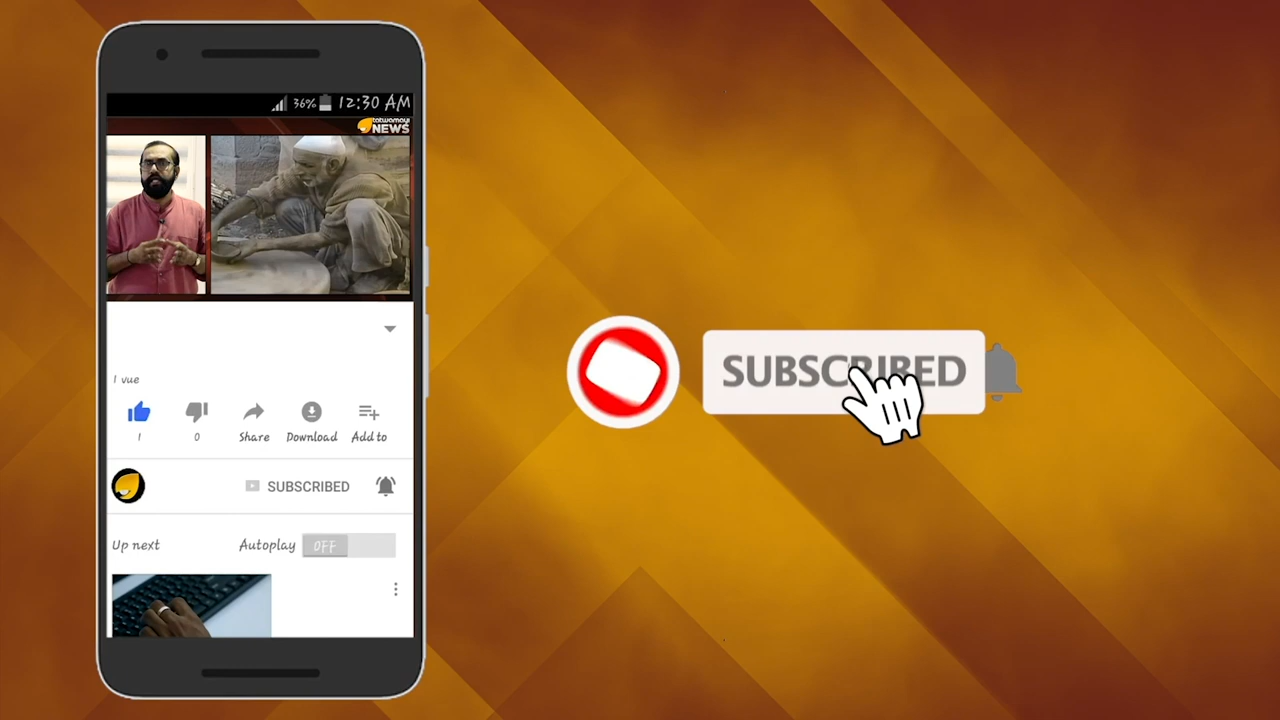 36% 12:30 AM
tatwamayi
NEWS
1 vue
1 0 Share Download Add to
SUBSCRIBED
Up next Autoplay OFF
SUBSCRIBED